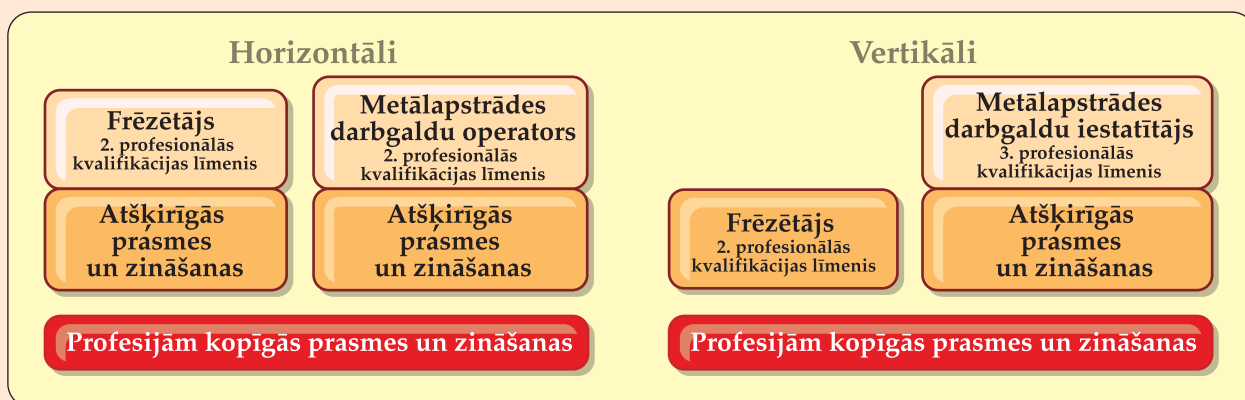 Horizontāli
Frēzētājs
2. profesionālās
kvalifikācijas līmenis
Metālapstrādes
darbgaldu operators
2. profesionālās
kvalifikācijas līmenis
Atšķirīgās
prasmes
un zināšanas
Atšķirīgās
prasmes
un zināšanas
Profesijām kopīgās prasmes un zināšanas
Vertikāli
Metālapstrādes
darbgaldu iestatītājs
3. profesionālās
kvalifikācijas līmenis
Frēzētājs
2. profesionālās
kvalifikācijas līmenis
Atšķirīgās
prasmes
un zināšanas
Profesijām kopīgās prasmes un zināšanas